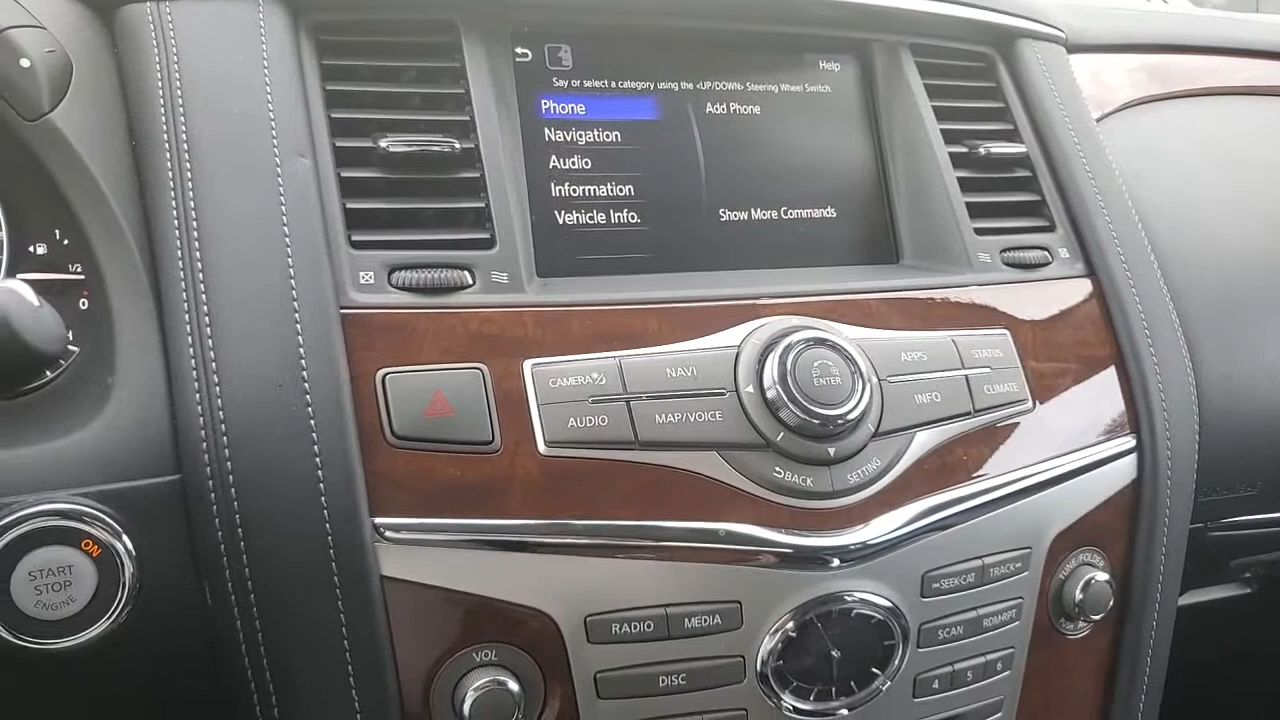 Help
Say or select a category using the <UP/DOWN> Steering Wheel Switch.
Phone
Add Phone
Navigation
Audio
Information
Vehicle Info.
Show More Commands
1
1/2
0
CAMERA
NAVI
AUDIO
MAP/VOICE
ENTER
APPS
STATUS
INFO
CLIMATE
BACK
SETTING
ON
START
STOP
ENGINE
SEEK·CAT
TRACK
TUNE/FOLDER
PUSH
RADIO
MEDIA
SCAN
RDM·RPT
VOL
DISC
4
5
6